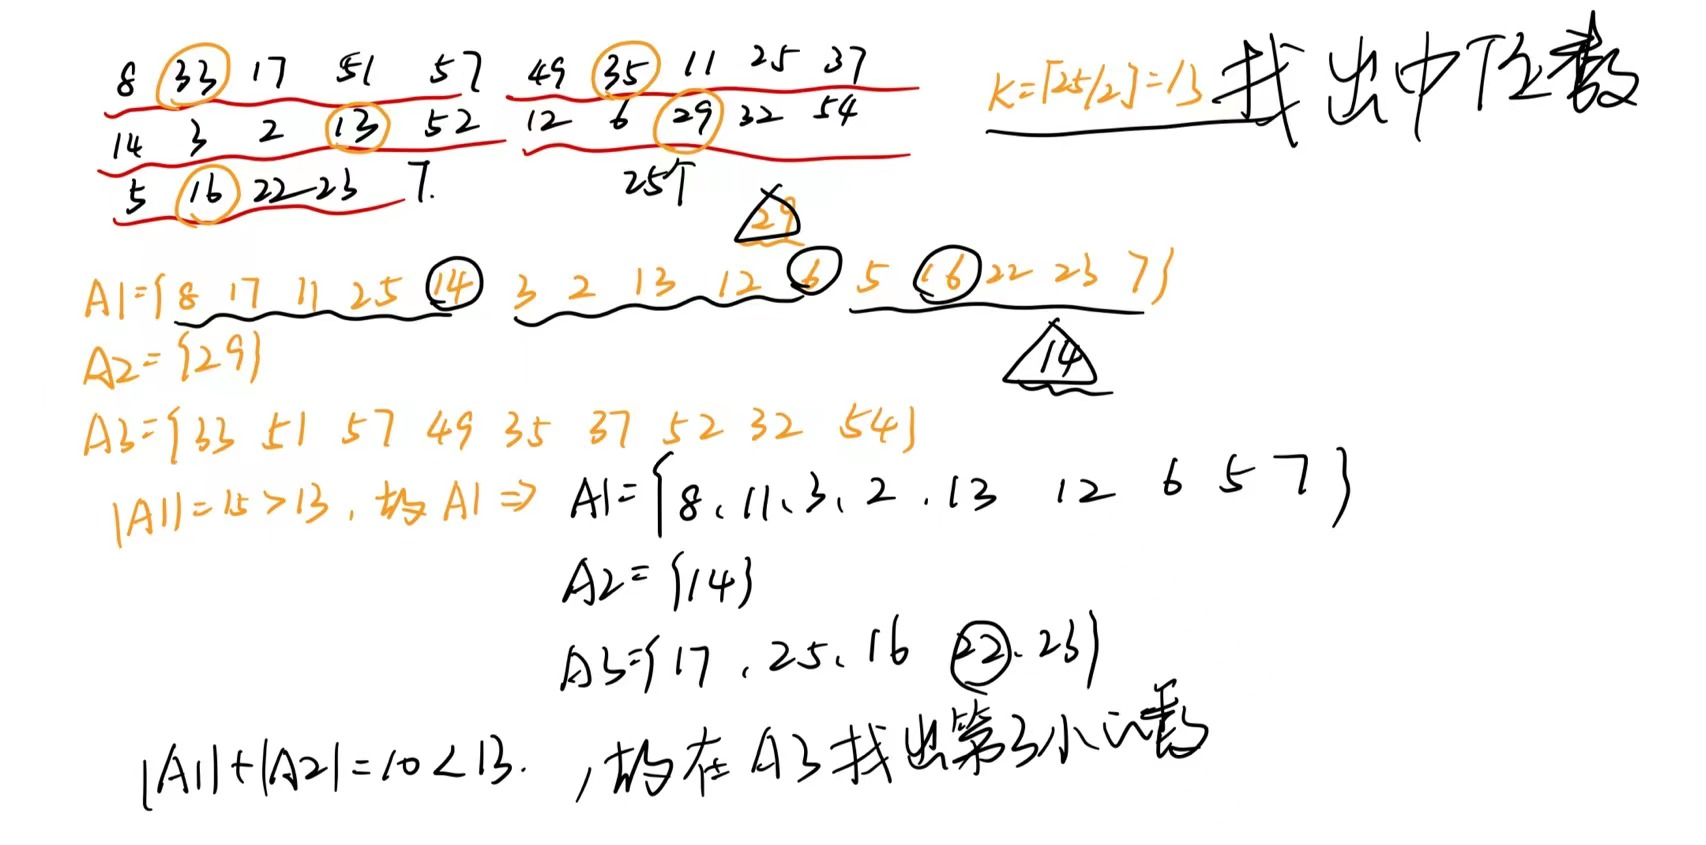 8 33 17 51 57 49 35 11 25 37
K=⌈25/2⌉=13 找出中位数
14 3 2 13 52 12 6 29 32 54
5 16 22 23 7. 25个
29
A1={8 17 11 25 14 3 2 13 12 6 5 16 22 23 7}
A2={29}
14
A3={33 51 57 49 35 37 52 32 54}
|A1|=15>13,故A1⇒ A1={8、11、3、2、13 12 6 5 7}
A2={14}
A3={17、25、16 22、23}
|A1|+|A2|=10<13. ,故在A3找出第3小的数